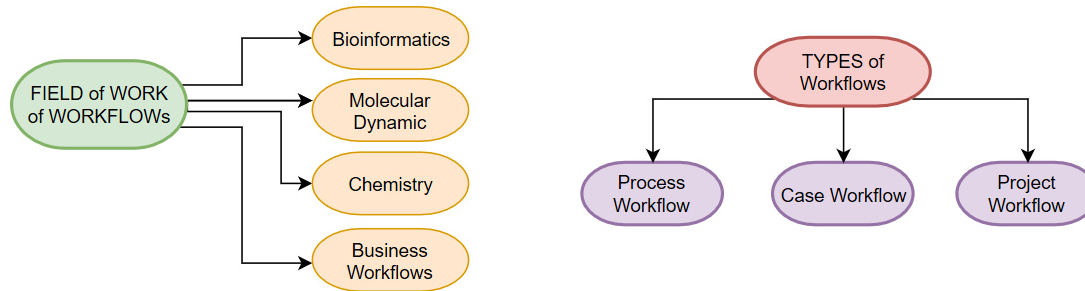 FIELD of WORK
of WORKFLOWs
Bioinformatics
Molecular
Dynamic
Chemistry
Business
Workflows
TYPES of
Workflows
Process
Workflow
Case Workflow
Project
Workflow